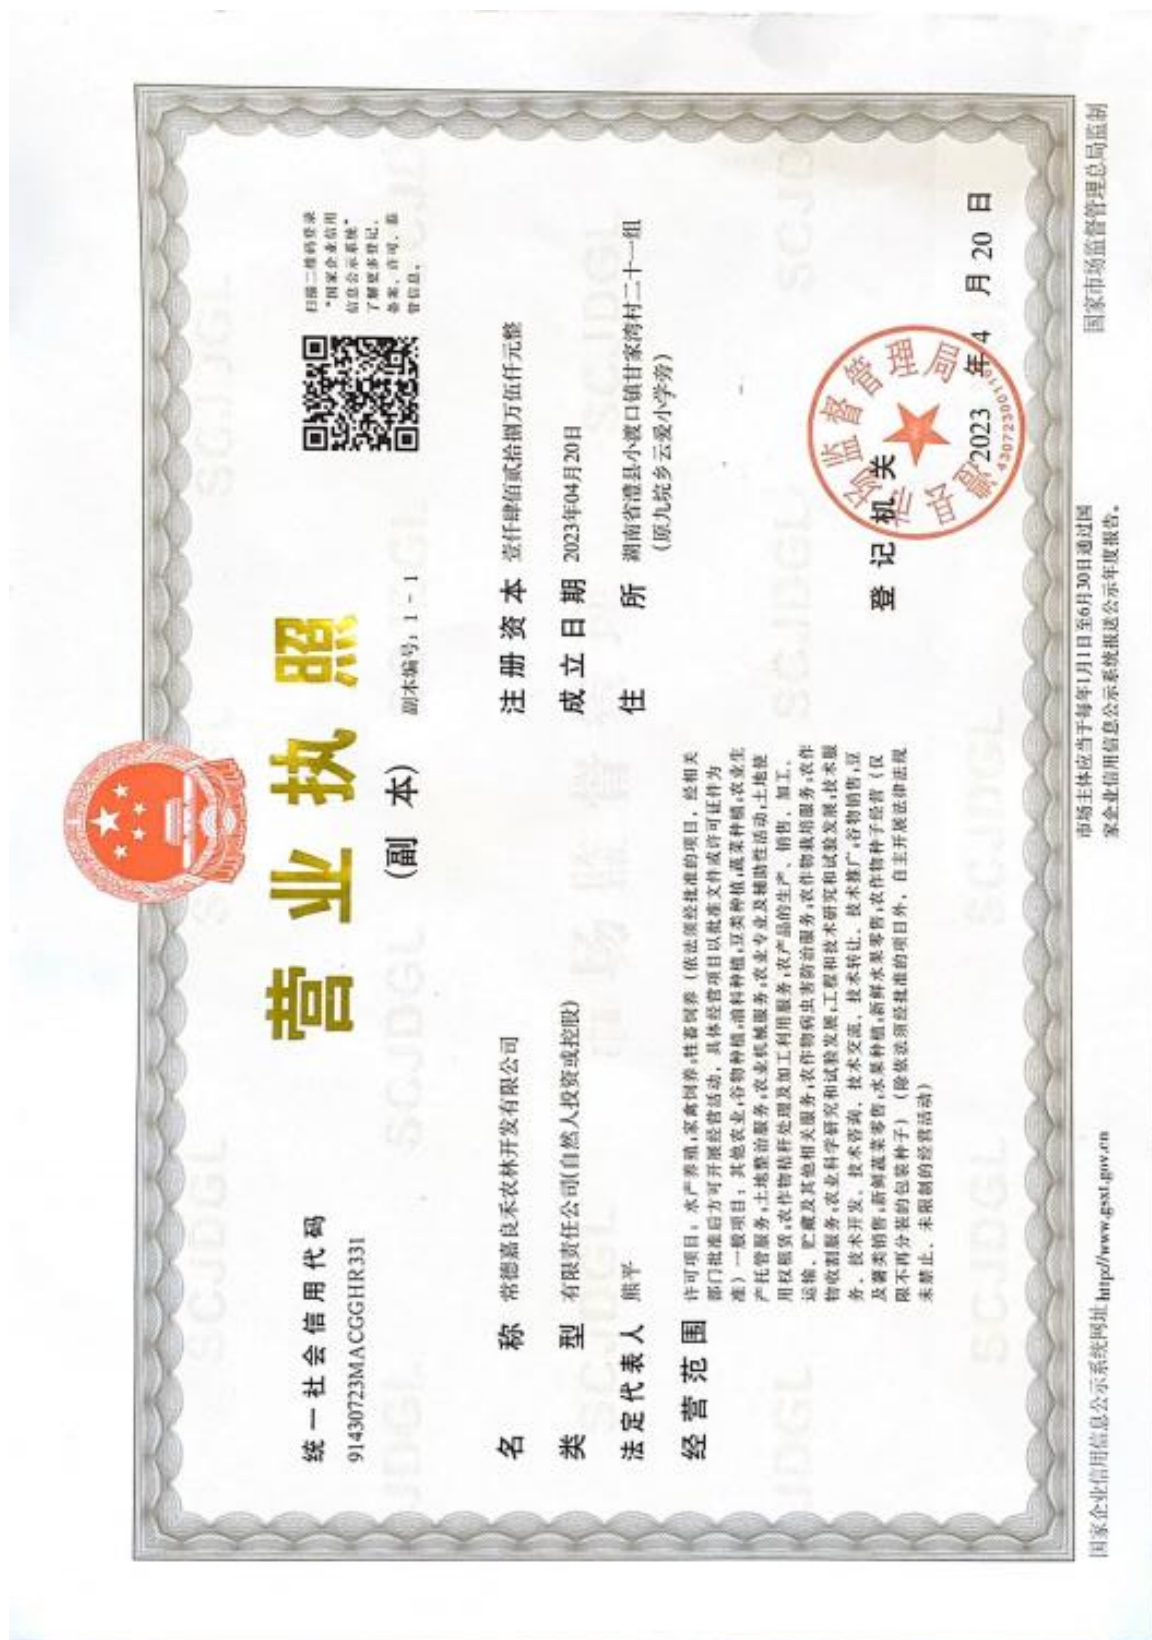 营业执照
(副 本)
副本编号：1 - 1
统一社会信用代码
91430723MACGGHR331
扫描二维码登录
“国家企业信用
信息公示系统”
了解更多登记、
备案、许可、监
管信息。
名 称 常德嘉良禾农林开发有限公司
类 型 有限责任公司(自然人投资或控股)
法定代表人 熊平
经营范围 许可项目：水产养殖;家禽饲养;牲畜饲养（依法须经批准的项目，经相关
部门批准后方可开展经营活动，具体经营项目以批准文件或许可证件为
准）一般项目：其他农业;谷物种植;油料种植;豆类种植;蔬菜种植;农业生
产托管服务;土地整治服务;农业机械服务;农业专业及辅助性活动;土地使
用权租赁;农作物秸秆处理及加工利用服务;农产品的生产、销售、加工、
运输、贮藏及其他相关服务;农作物病虫害防治服务;农作物栽培服务;农作
物收割服务;农业科学研究和试验发展;工程和技术研究和试验发展;技术服
务、技术开发、技术咨询、技术交流、技术转让、技术推广;谷物销售;豆
及薯类销售;新鲜蔬菜零售;水果种植;新鲜水果零售;农作物种子经营（仅
限不再分装的包装种子）（除依法须经批准的项目外，自主开展法律法规
未禁止、未限制的经营活动）
注册资本 壹仟肆佰贰拾捌万伍仟元整
成立日期 2023年04月20日
住 所 湖南省澧县小渡口镇甘家湾村二十一组
（原九垸乡云爱小学旁）
登记机关
澧县市场监督管理局
2023 年 4 月 20 日
国家企业信用信息公示系统网址 http://www.gsxt.gov.cn
市场主体应当于每年1月1日至6月30日通过国
家企业信用信息公示系统报送公示年度报告。
国家市场监督管理总局监制